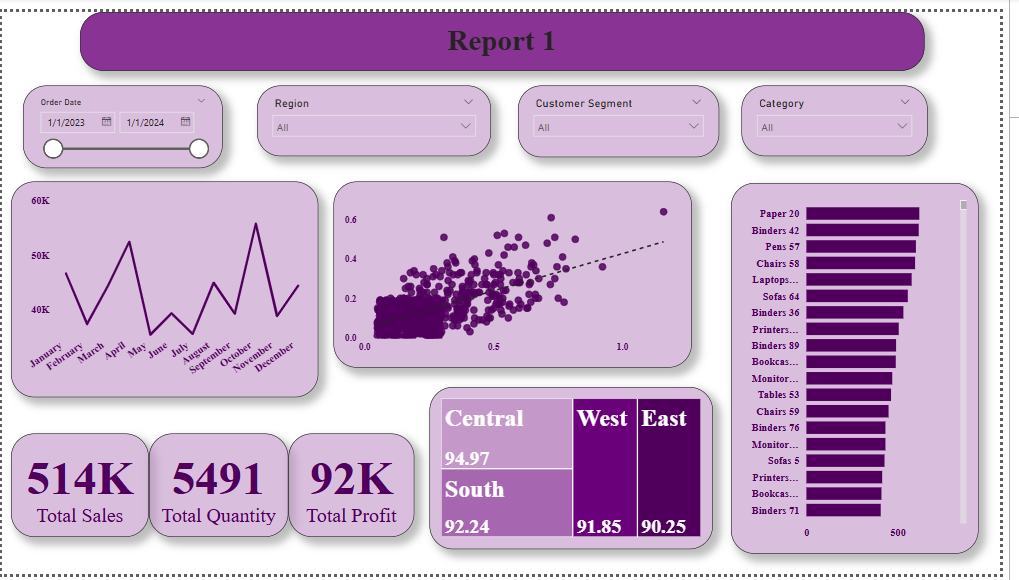 Report 1
Order Date
1/1/2023
1/1/2024
Region
All
Customer Segment
All
Category
All
60K
50K
40K
January
February
March
April
May
June
July
August
September
October
November
December
0.6
0.4
0.2
0.0
0.0
0.5
1.0
Paper 20
Binders 42
Pens 57
Chairs 58
Laptops...
Sofas 64
Binders 36
Printers...
Binders 89
Bookcas...
Monitor...
Tables 53
Chairs 59
Binders 76
Monitor...
Sofas 5
Printers...
Bookcas...
Binders 71
0
500
514K
Total Sales
5491
Total Quantity
92K
Total Profit
Central
94.97
South
92.24
West
91.85
East
90.25